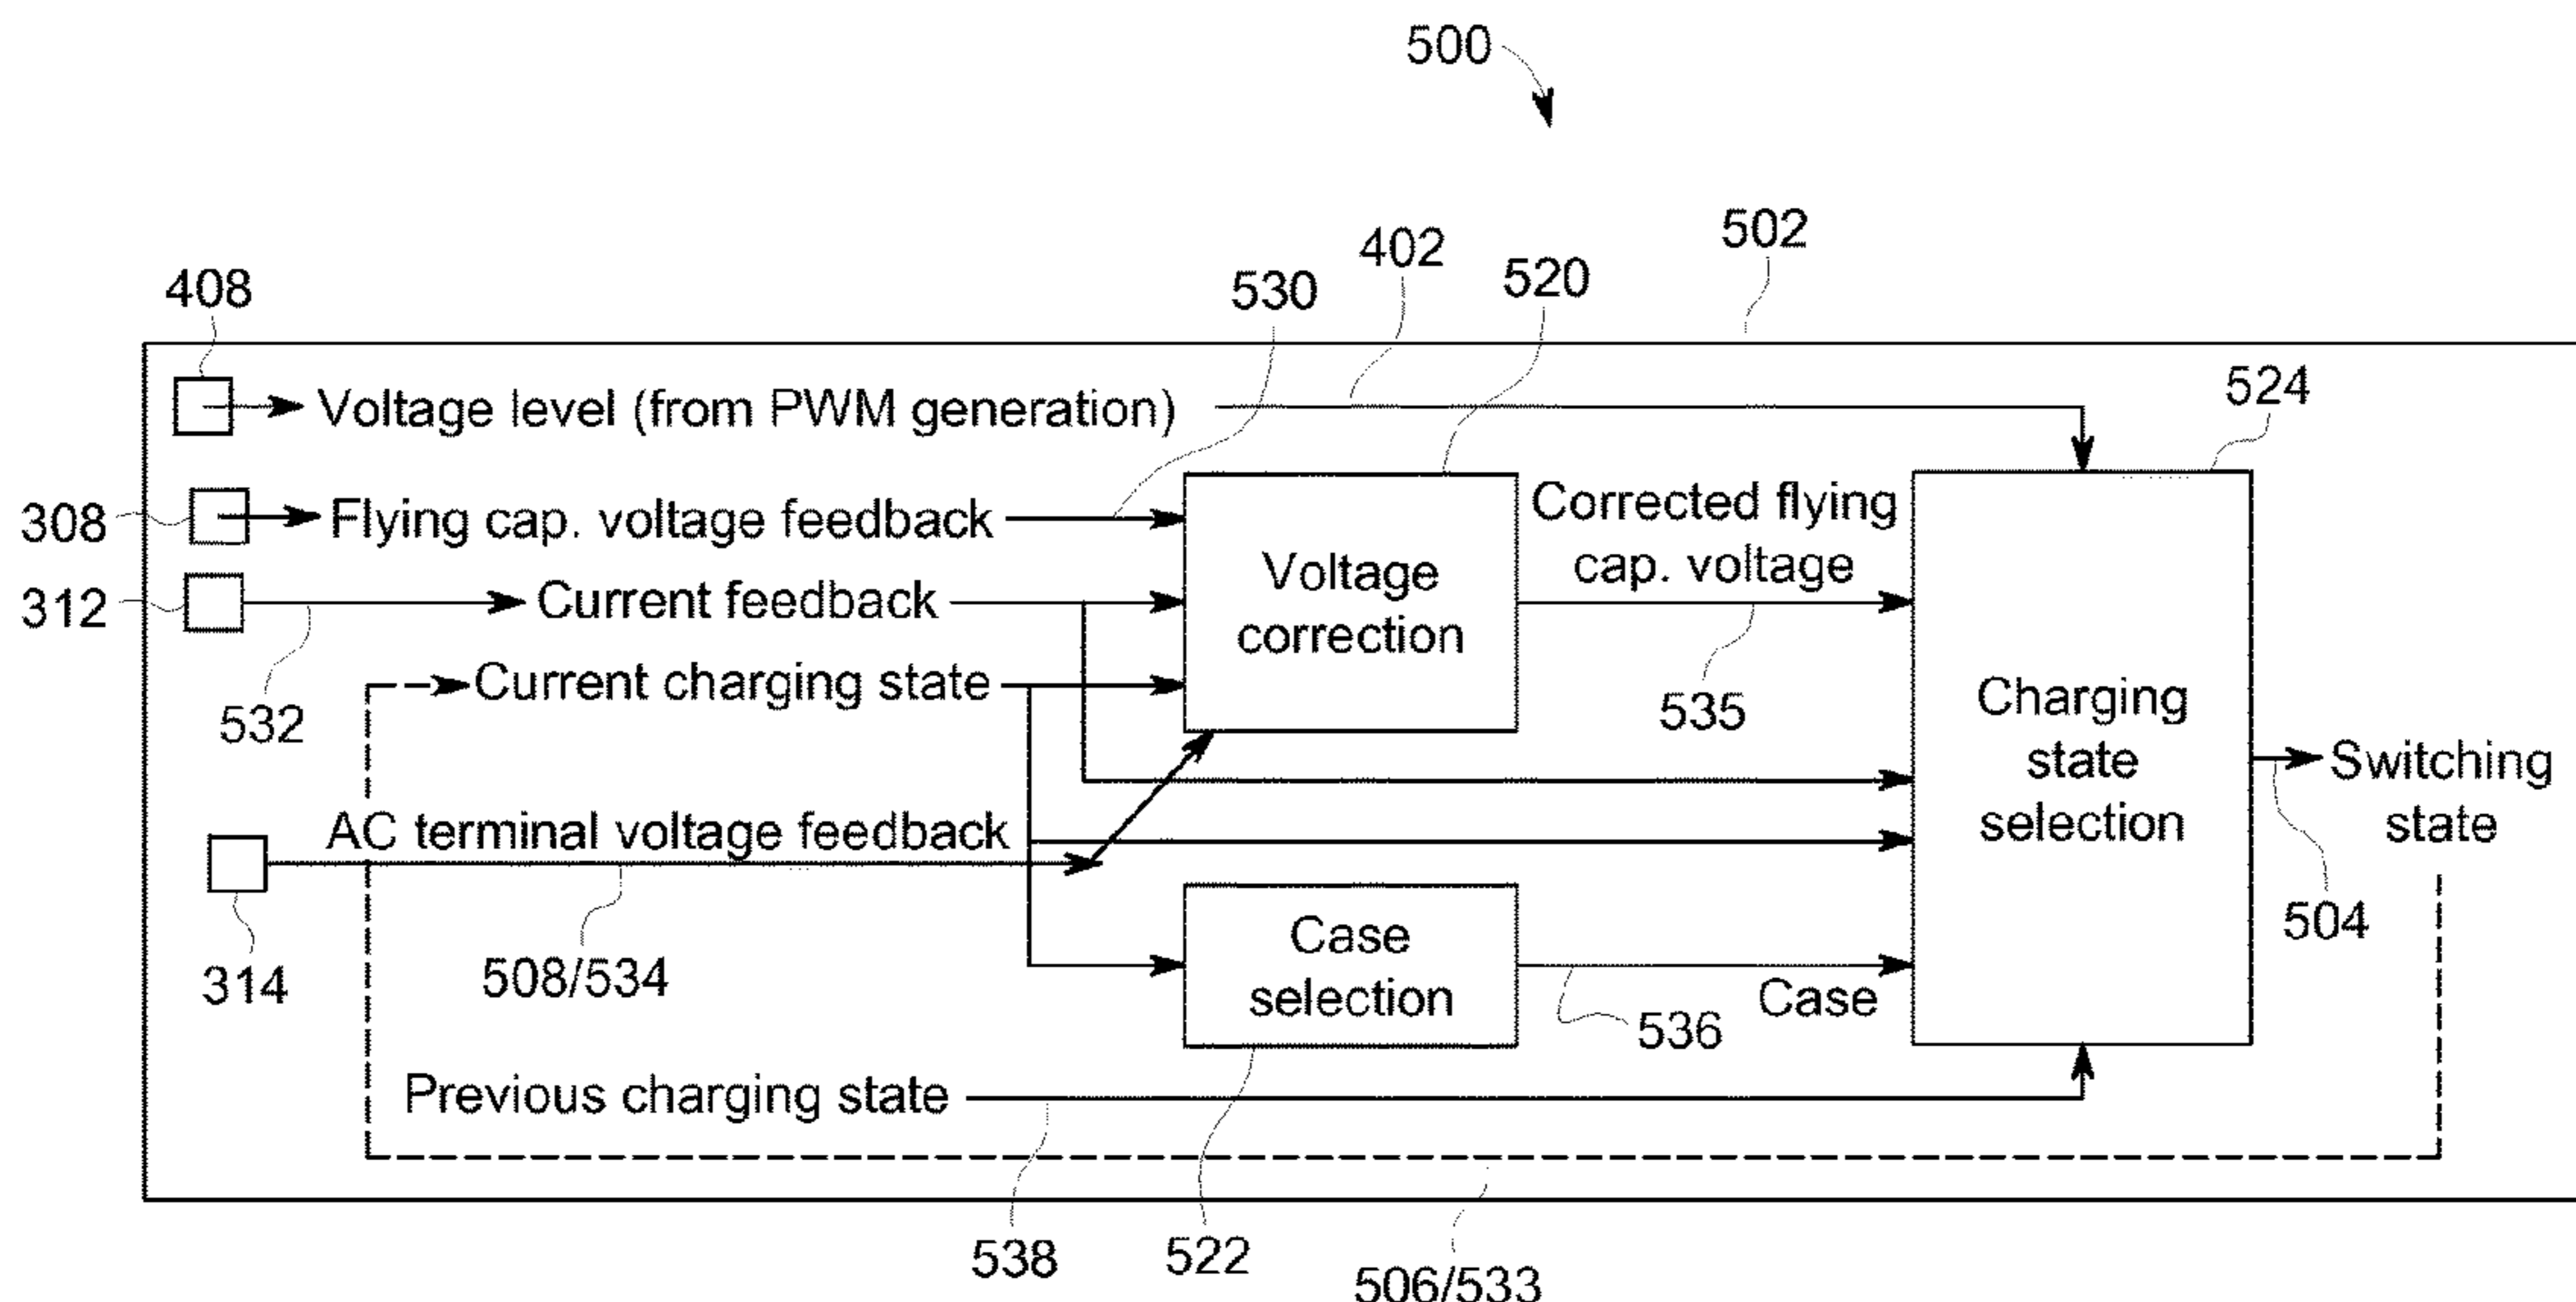 500
502
402
520
530
408
524
Voltage level (from PWM generation)
308
Flying cap. voltage feedback
Corrected flying
cap. voltage
Voltage
correction
312
Current feedback
532
Current charging state
535
Charging
state
selection
Switching
state
504
AC terminal voltage feedback
314
508/534
Case
selection
536
Case
Previous charging state
538
522
506/533